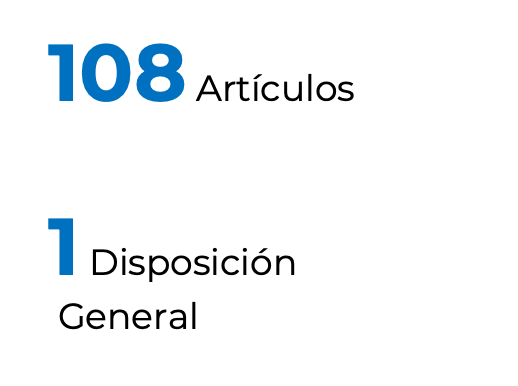 108 Artículos
1 Disposición
General